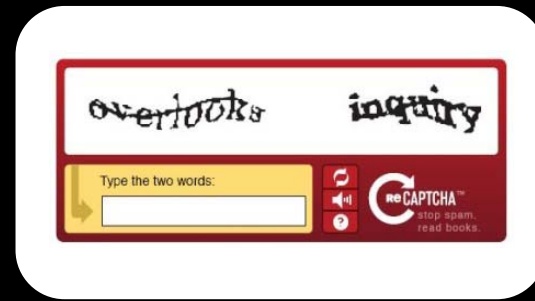 overlooks inquiry
Type the two words:
ReCAPTCHA™
stop spam.
read books.
?